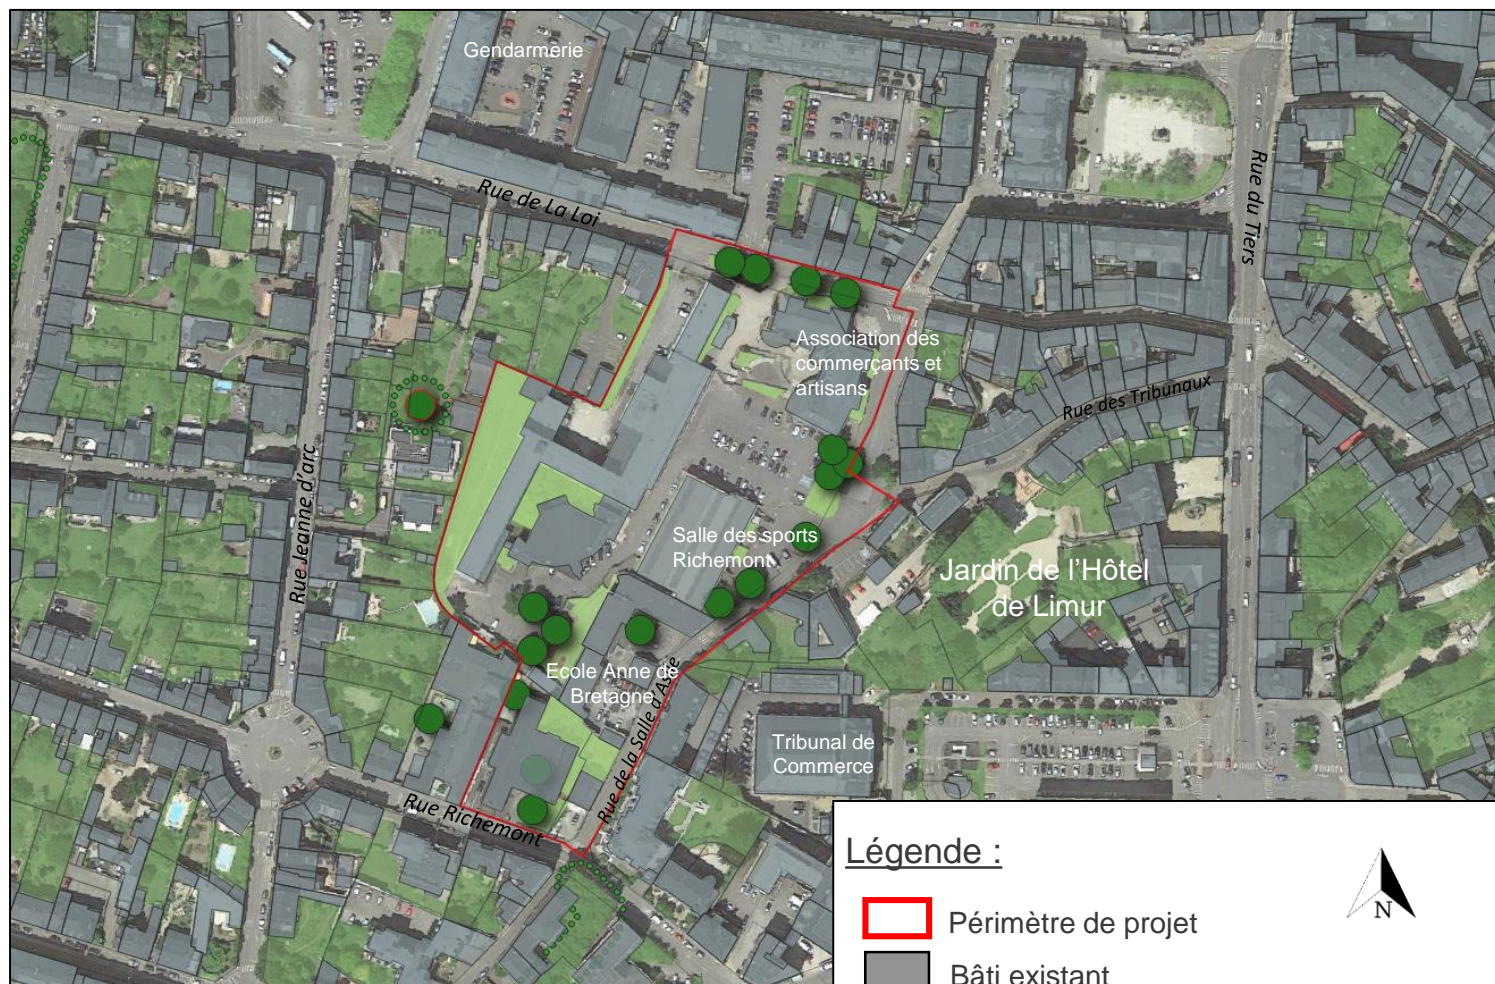 Gendarmerie
Rue de La Loi
Rue du Tiers
Association des
commerçants et
artisans
Rue des Tribunaux
Rue Jeanne d'arc
Salle des sports
Richemont
Jardin de l'Hôtel
de Limur
Ecole Anne de
Bretagne
Rue de la Salle d'Asie
Tribunal de
Commerce
Rue Richemont
Légende :
N
Périmètre de projet
Bâti existant